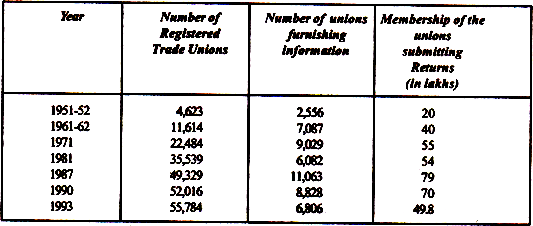 Year Number of Number of unions Membership of the
Registered furnishing unions
Trade Unions information submitting
Returns
(in lakhs)
1951-52 4,623 2,556 20
1961-62 11,614 7,087 40
1971 22,484 9,029 55
1981 35,539 6,082 54
1987 49,329 11,063 79
1990 52,016 8,828 70
1993 55,784 6,806 49.8